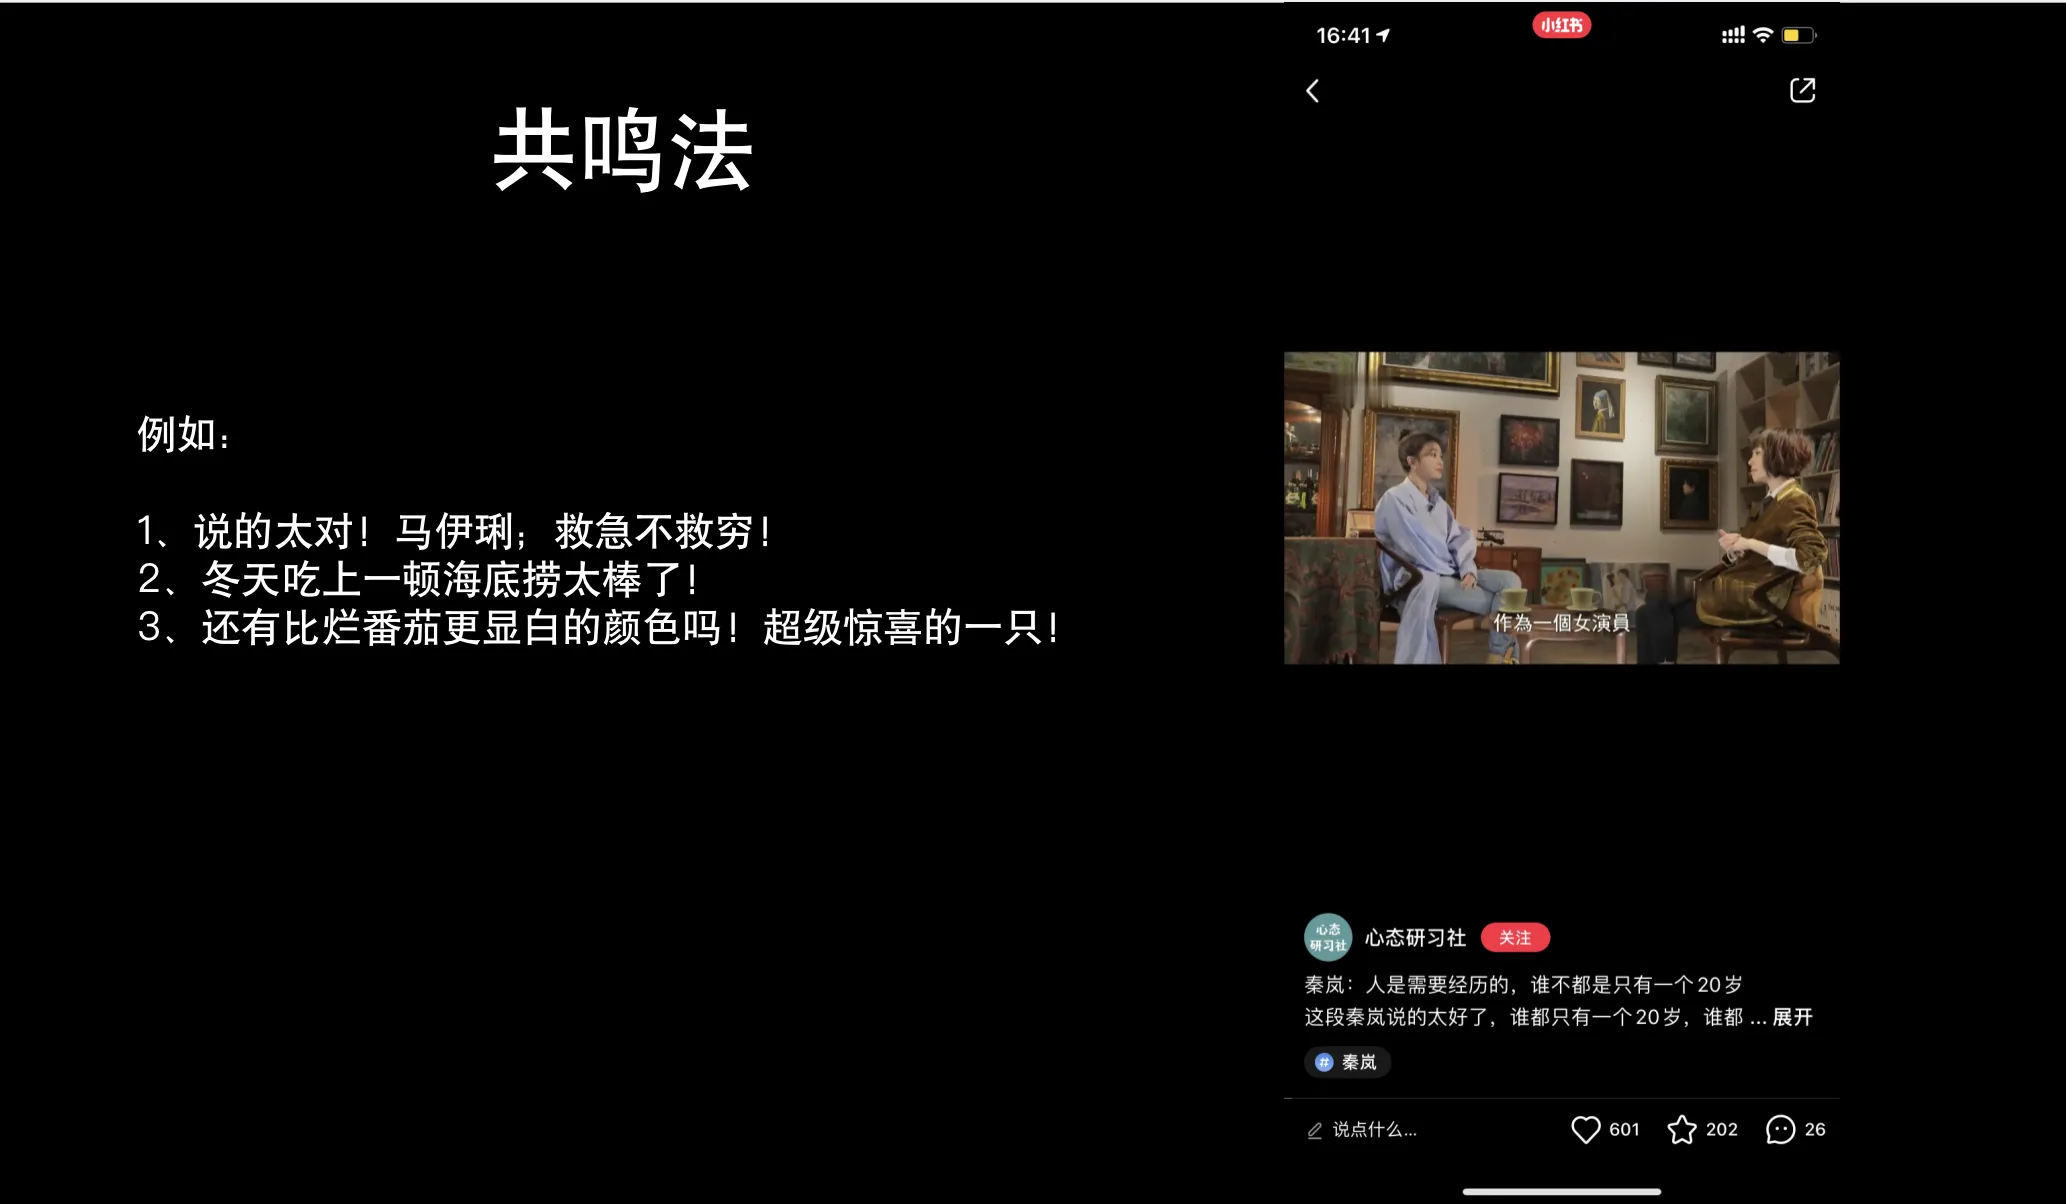 共鸣法
例如：
1、说的太对！马伊琍；救急不救穷！
2、冬天吃上一顿海底捞太棒了！
3、还有比烂番茄更显白的颜色吗！超级惊喜的一只！
16:41
小红书
作為一個女演員
心态
研习社
心态研习社 关注
秦岚：人是需要经历的，谁不都是只有一个20岁
这段秦岚说的太好了，谁都只有一个20岁，谁都 ... 展开
# 秦岚
说点什么... 601 202 26